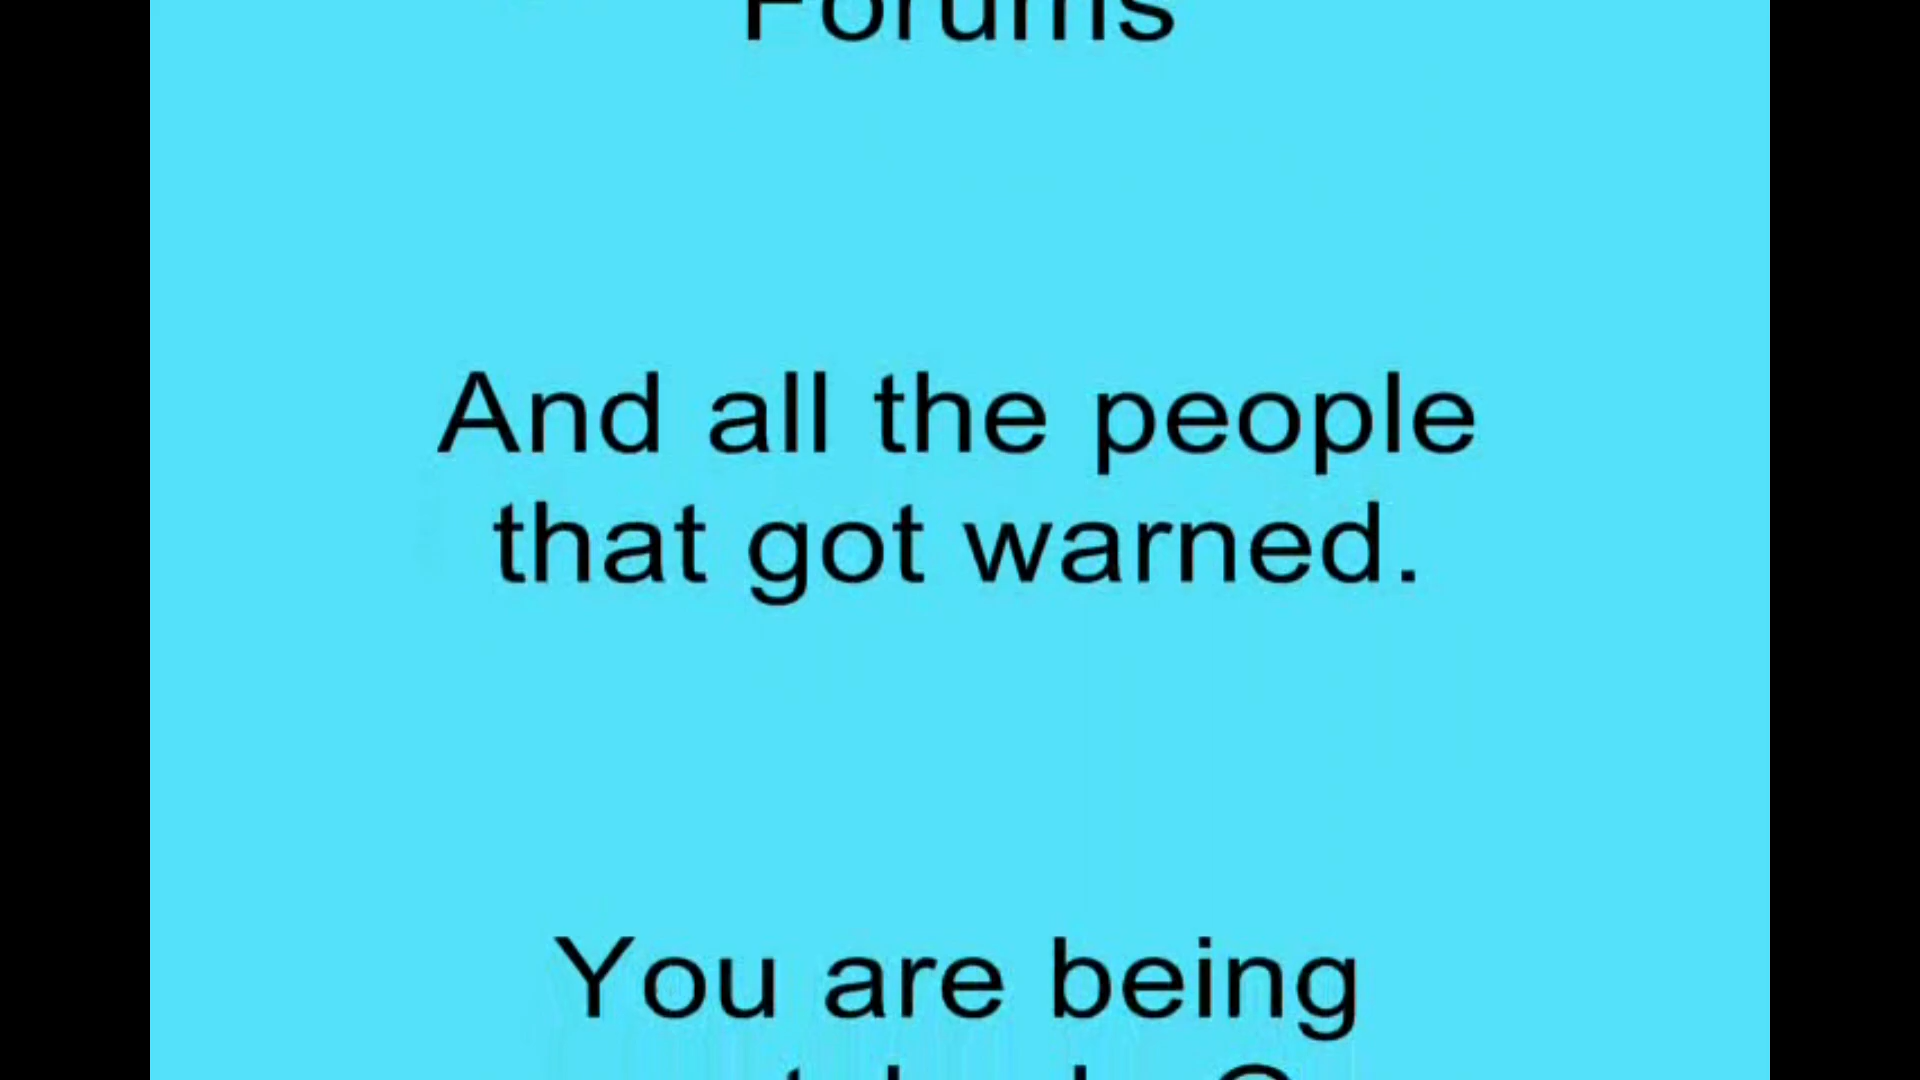 Forums
And all the people
that got warned.
You are being